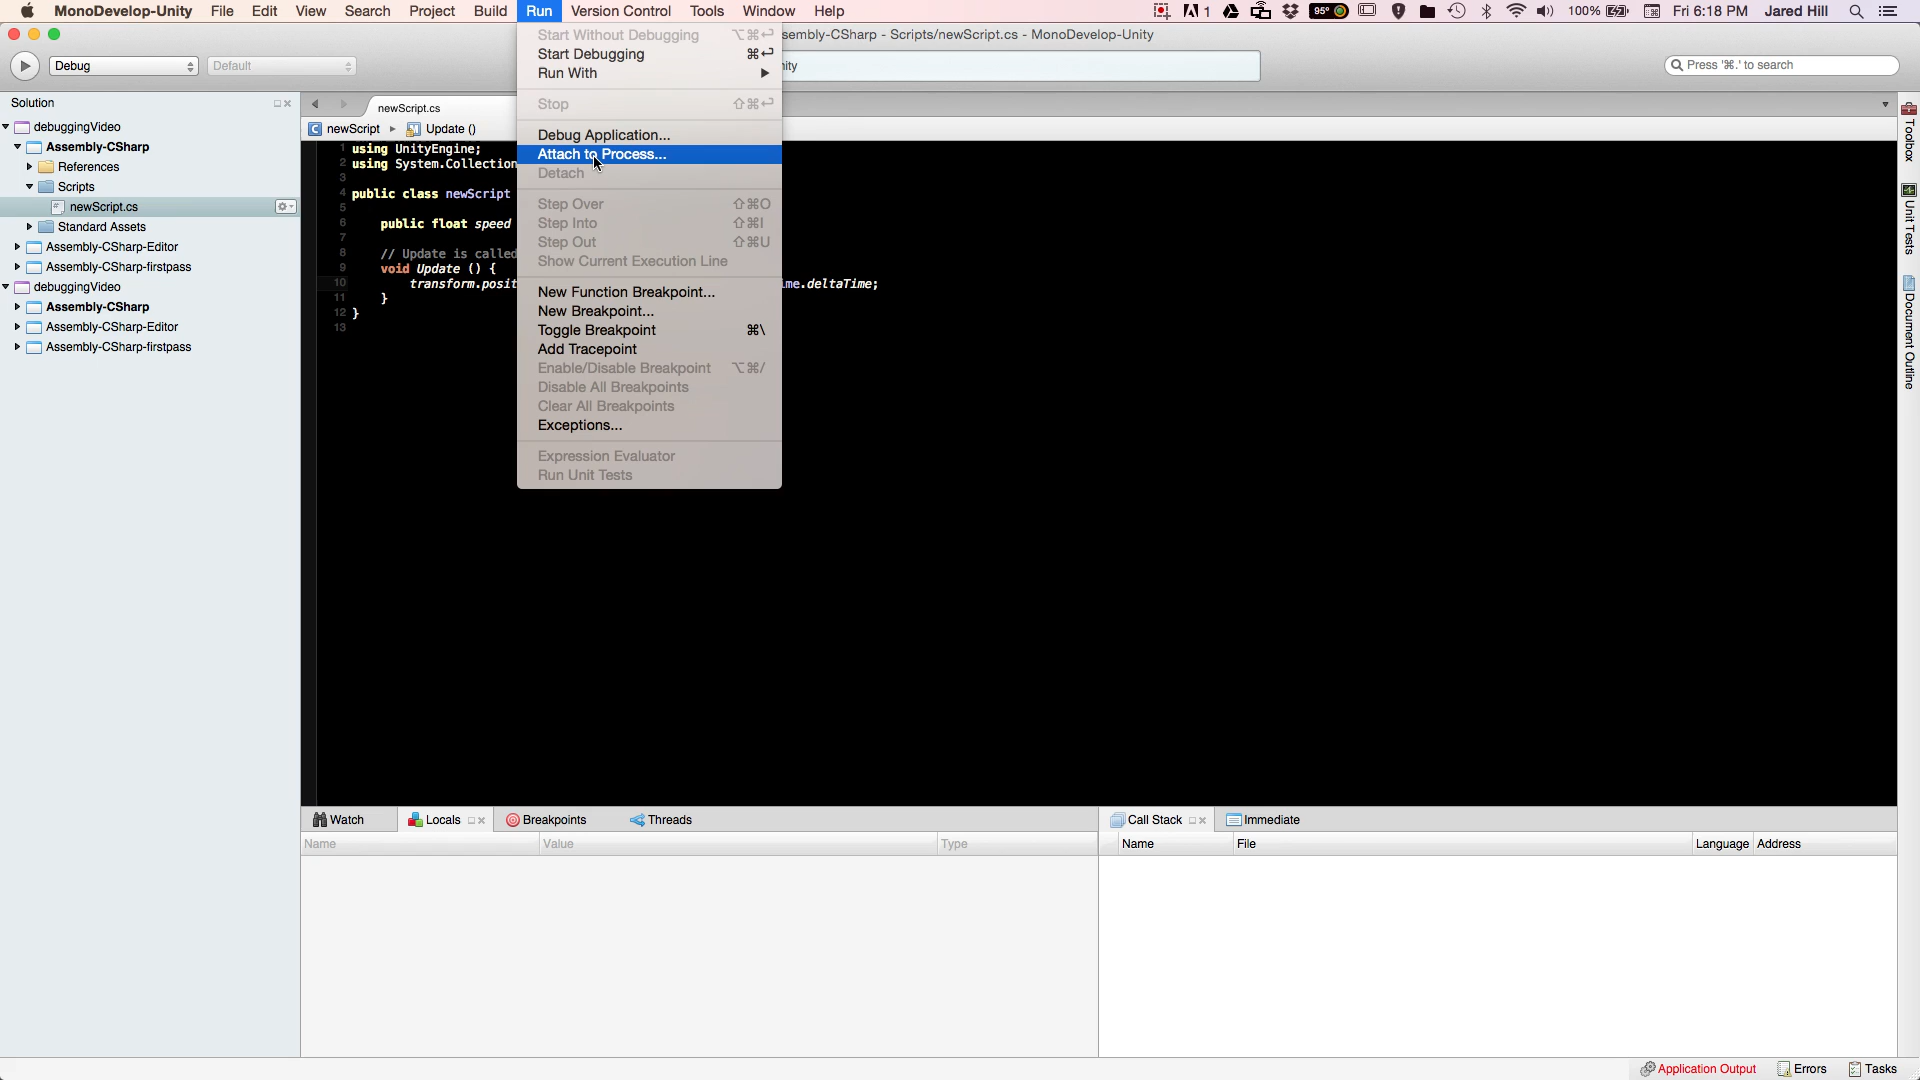 MonoDevelop-Unity File Edit View Search Project Build Run Version Control Tools Window Help 1 95° 100% Fri 6:18 PM Jared Hill
sembly-CSharp - Scripts/newScript.cs - MonoDevelop-Unity
Debug Default nity Press '⌘.' to search
Solution
debuggingVideo
Assembly-CSharp
References
Scripts
newScript.cs
Standard Assets
Assembly-CSharp-Editor
Assembly-CSharp-firstpass
debuggingVideo
Assembly-CSharp
Assembly-CSharp-Editor
Assembly-CSharp-firstpass
newScript.cs
newScript Update ()
1 using UnityEngine;
2 using System.Collection
3
4 public class newScript
5
6 public float speed
7
8 // Update is called
9 void Update () {
10 transform.posit ime.deltaTime;
11 }
12 }
13
Start Without Debugging ⌥⌘↩
Start Debugging ⌘↩
Run With ▶
Stop ⇧⌘↩
Debug Application...
Attach to Process...
Detach
Step Over ⇧⌘O
Step Into ⇧⌘I
Step Out ⇧⌘U
Show Current Execution Line
New Function Breakpoint...
New Breakpoint...
Toggle Breakpoint ⌘\
Add Tracepoint
Enable/Disable Breakpoint ⌥⌘/
Disable All Breakpoints
Clear All Breakpoints
Exceptions...
Expression Evaluator
Run Unit Tests
Toolbox
Unit Tests
Document Outline
Watch Locals Breakpoints Threads
Name Value Type
Call Stack Immediate
Name File Language Address
Application Output Errors Tasks